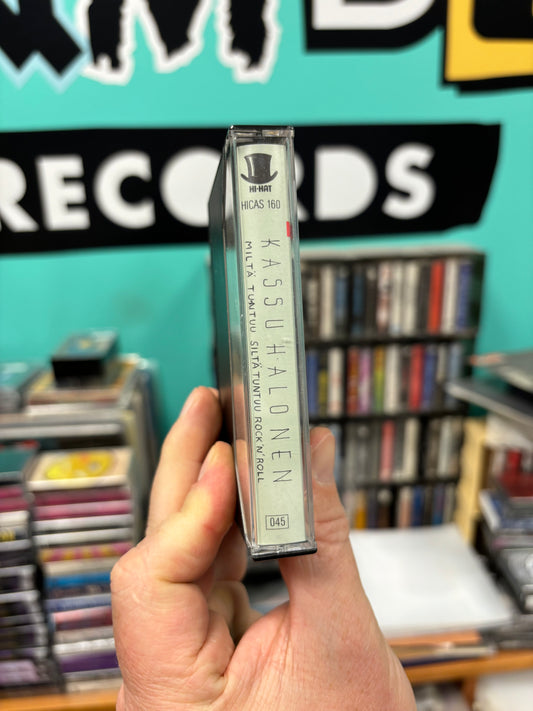 RECORDS
HI-HAT
HICAS 160
KASSU HALONEN
MILTÄ TUNTUU SILTÄ TUNTUU ROCK'N'ROLL
045